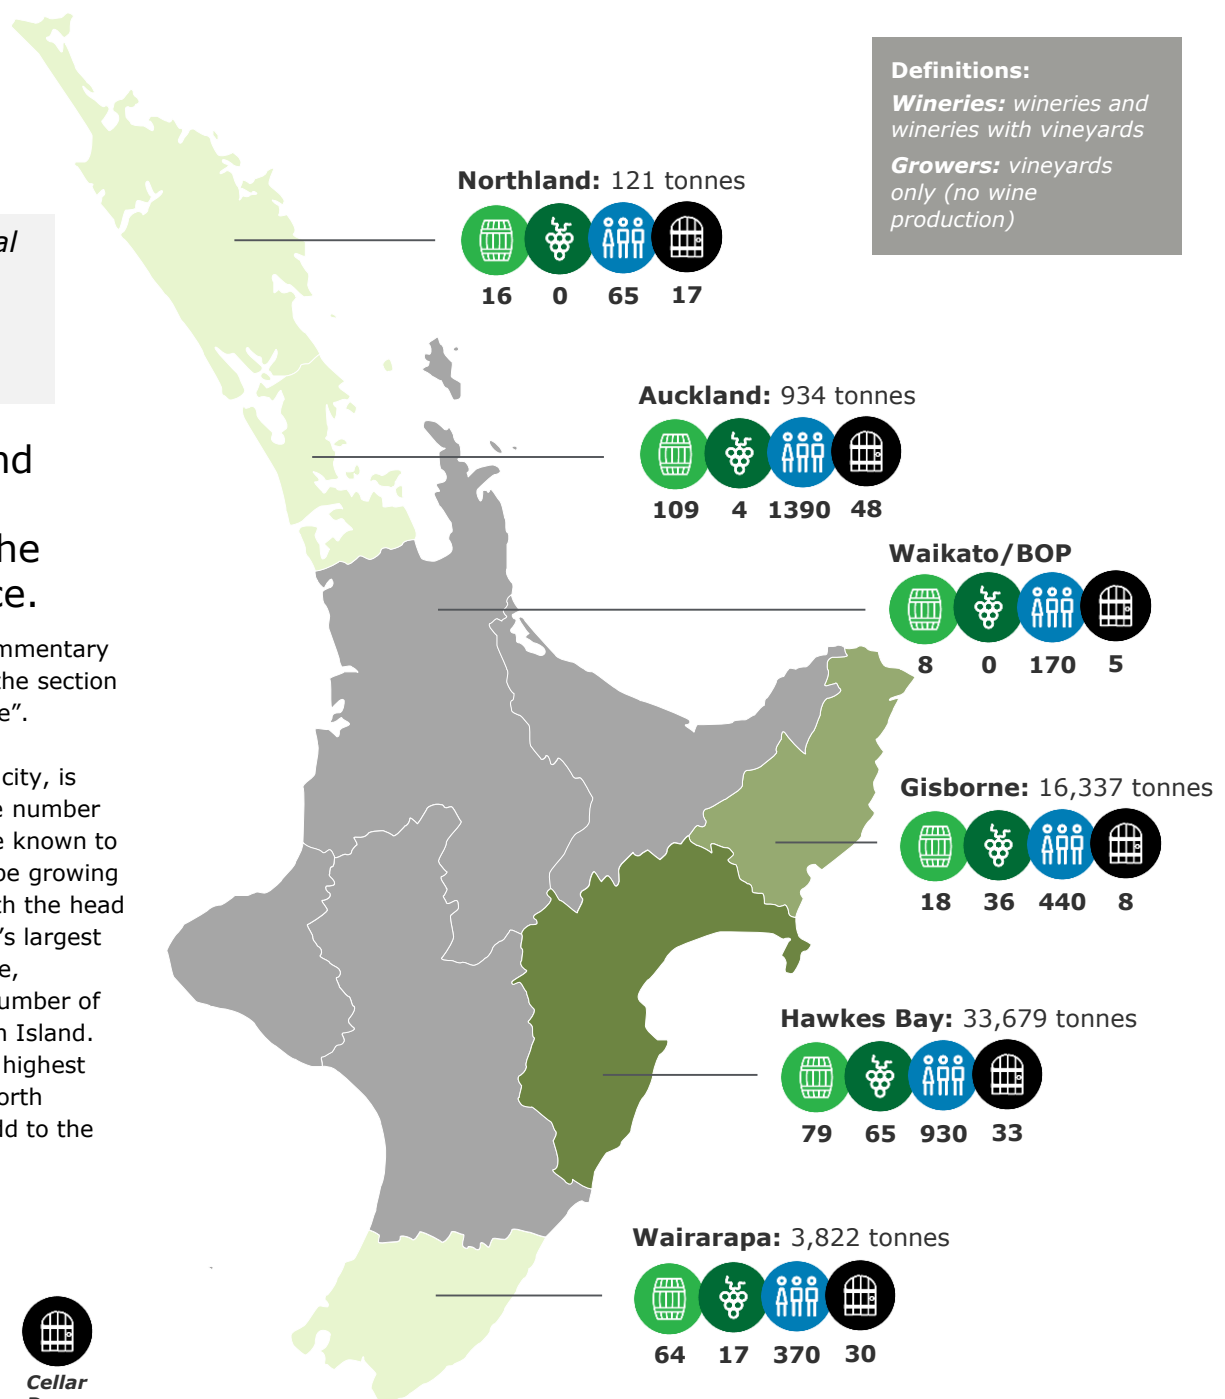 Definitions:
Wineries: wineries and
wineries with vineyards
Growers: vineyards
only (no wine
production)
Northland: 121 tonnes
16 0 65 17
Auckland: 934 tonnes
109 4 1390 48
Waikato/BOP
8 0 170 5
Gisborne: 16,337 tonnes
18 36 440 8
Hawkes Bay: 33,679 tonnes
79 65 930 33
Wairarapa: 3,822 tonnes
64 17 370 30
the section
city, is
number
known to
be growing
the head
's largest
umber of
Island.
highest
to the
Cellar